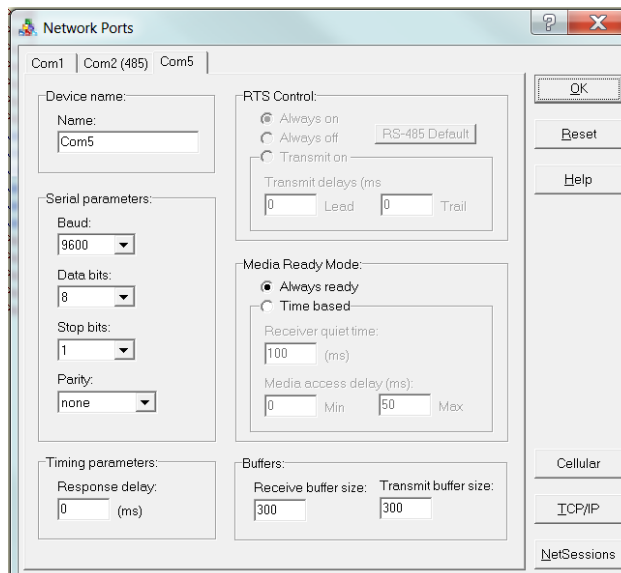 Network Ports
?
X
Com1 Com2 (485) Com5
Device name:
Name:
Com5
Serial parameters:
Baud:
9600
Data bits:
8
Stop bits:
1
Parity:
none
Timing parameters:
Response delay:
0 (ms)
RTS Control:
Always on
Always off RS-485 Default
Transmit on
Transmit delays (ms
0 Lead 0 Trail
Media Ready Mode:
Always ready
Time based
Receiver quiet time:
100 (ms)
Media access delay (ms):
0 Min 50 Max
Buffers:
Receive buffer size: Transmit buffer size:
300 300
OK
Reset
Help
Cellular
TCP/IP
NetSessions